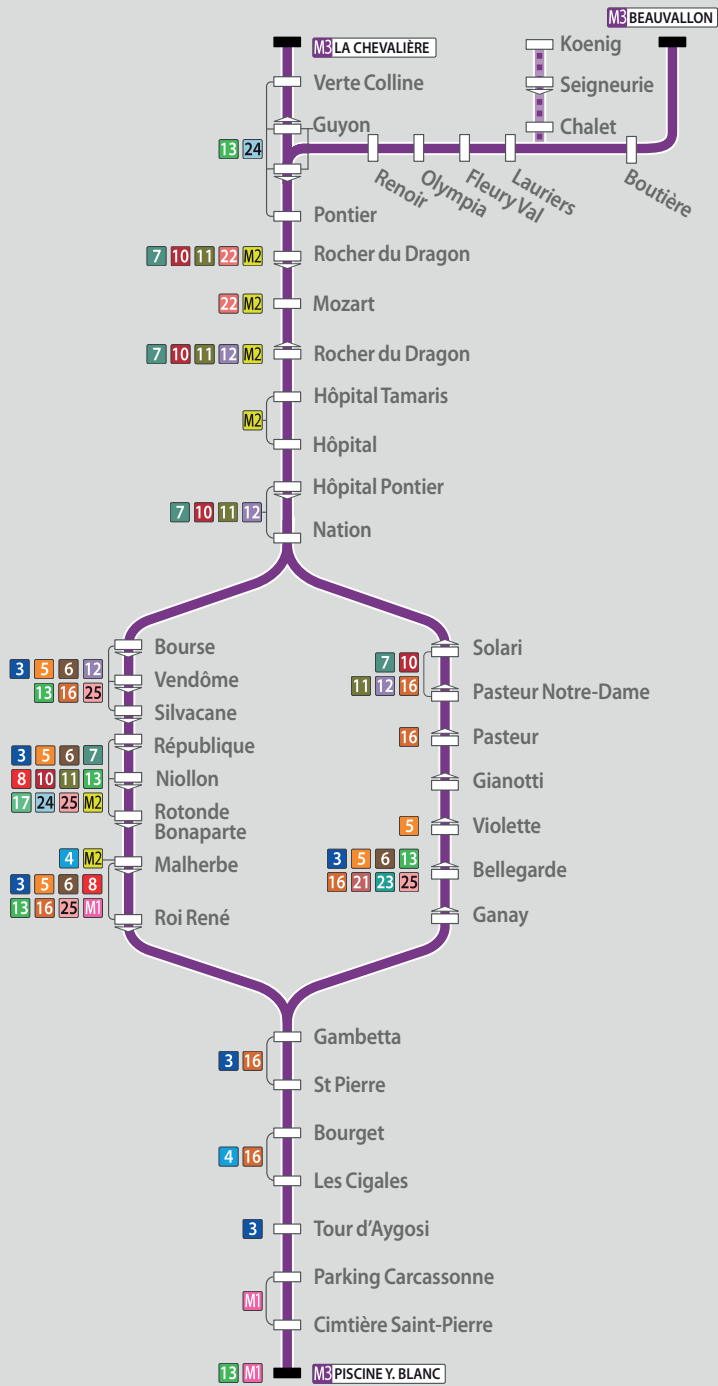 M3 BEAUVALLON
M3 LA CHEVALIÈRE
Koenig
Verte Colline
Seigneurie
Guyon
Chalet
13 24
Renoir
Olympia
Fleury Val
Lauriers
Boutière
Pontier
7 10 11 22 M2
Rocher du Dragon
22 M2
Mozart
7 10 11 12 M2
Rocher du Dragon
Hôpital Tamaris
M2
Hôpital
Hôpital Pontier
7 10 11 12
Nation
Bourse
3 5 6 12
Vendôme
13 16 25
Silvacane
République
3 5 6 7
8 10 11 13
Niollon
17 24 25 M2
Rotonde
Bonaparte
4 M2
Malherbe
3 5 6 8
13 16 25 M1
Roi René
Solari
7 10
11 12 16
Pasteur Notre-Dame
16
Pasteur
Gianotti
5
Violette
3 5 6 13
16 21 23 25
Bellegarde
Ganay
Gambetta
3 16
St Pierre
Bourget
4 16
Les Cigales
3
Tour d'Aygosi
Parking Carcassonne
M1
Cimtière Saint-Pierre
13 M1
M3 PISCINE Y. BLANC